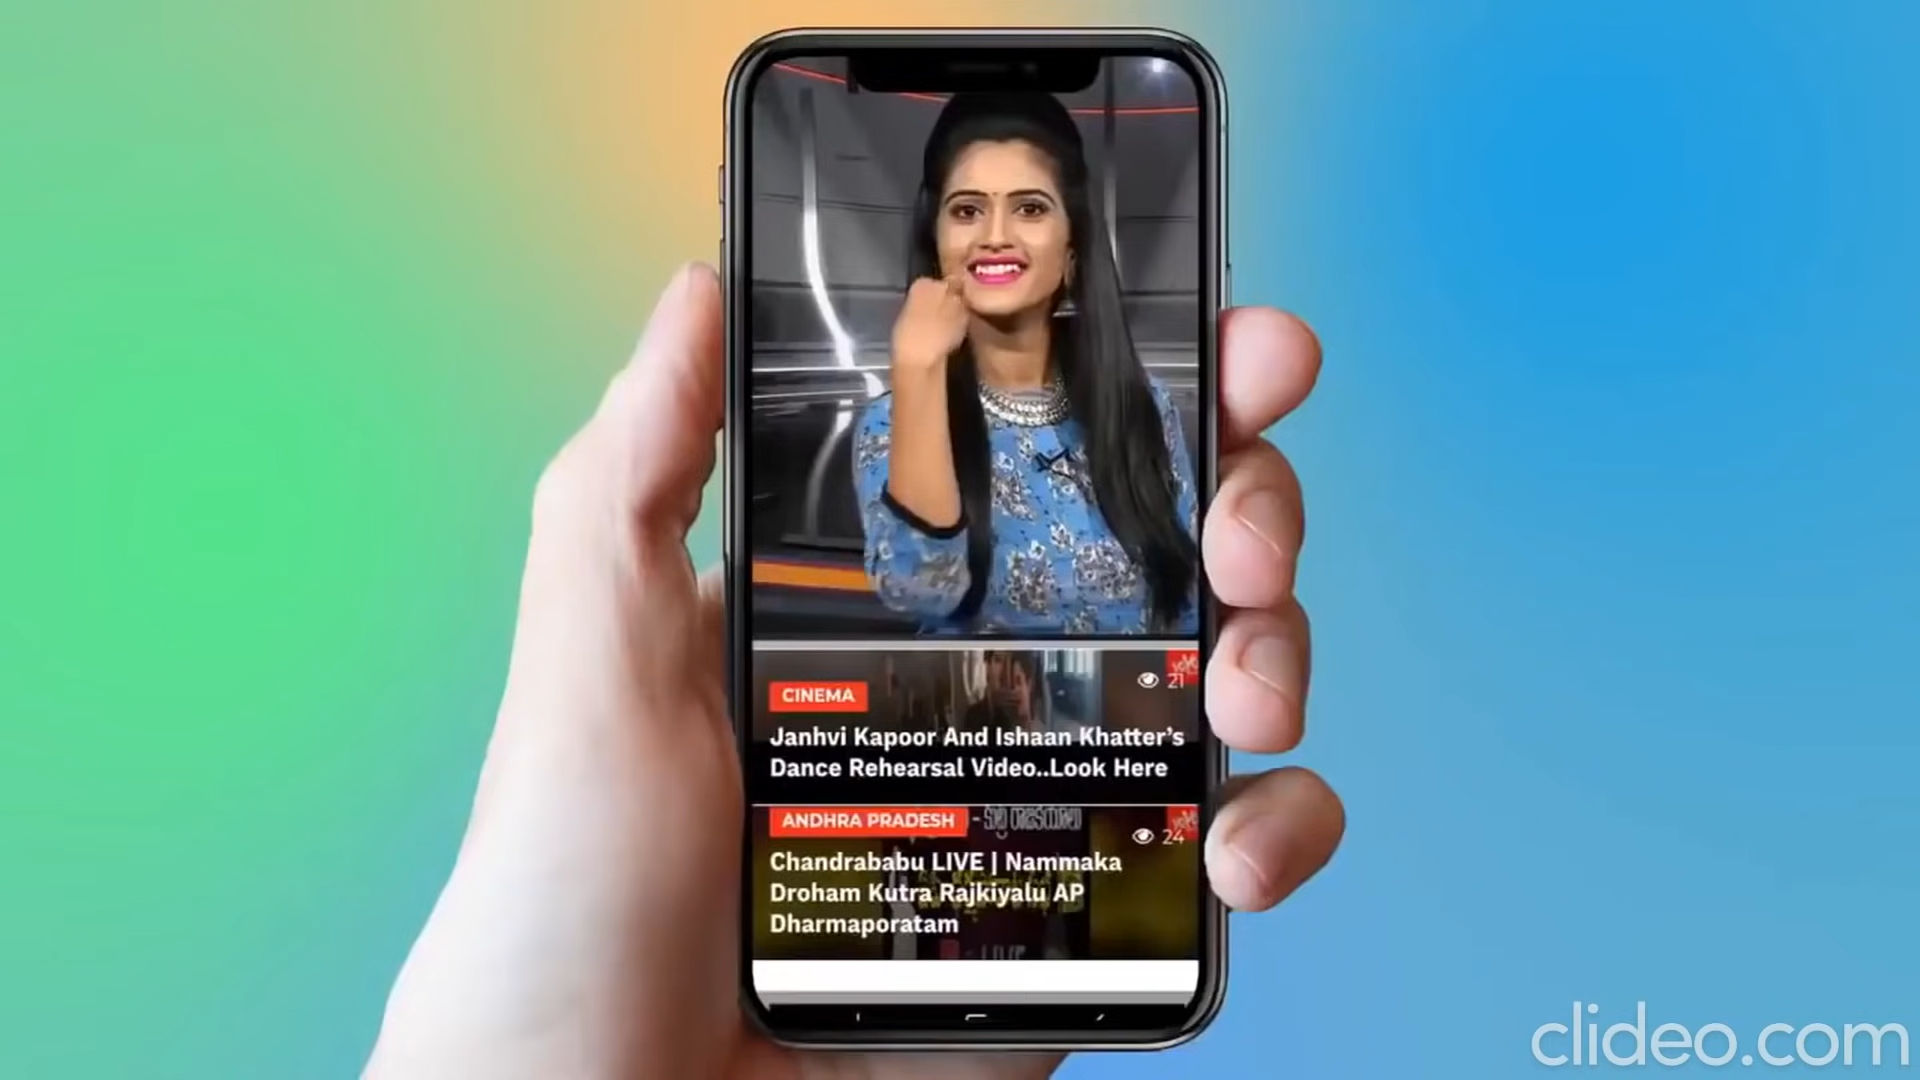 CINEMA
21
Janhvi Kapoor And Ishaan Khatter's
Dance Rehearsal Video..Look Here
ANDHRA PRADESH
24
Chandrababu LIVE | Nammaka
Droham Kutra Rajkiyalu AP
Dharmaporatam
clideo.com